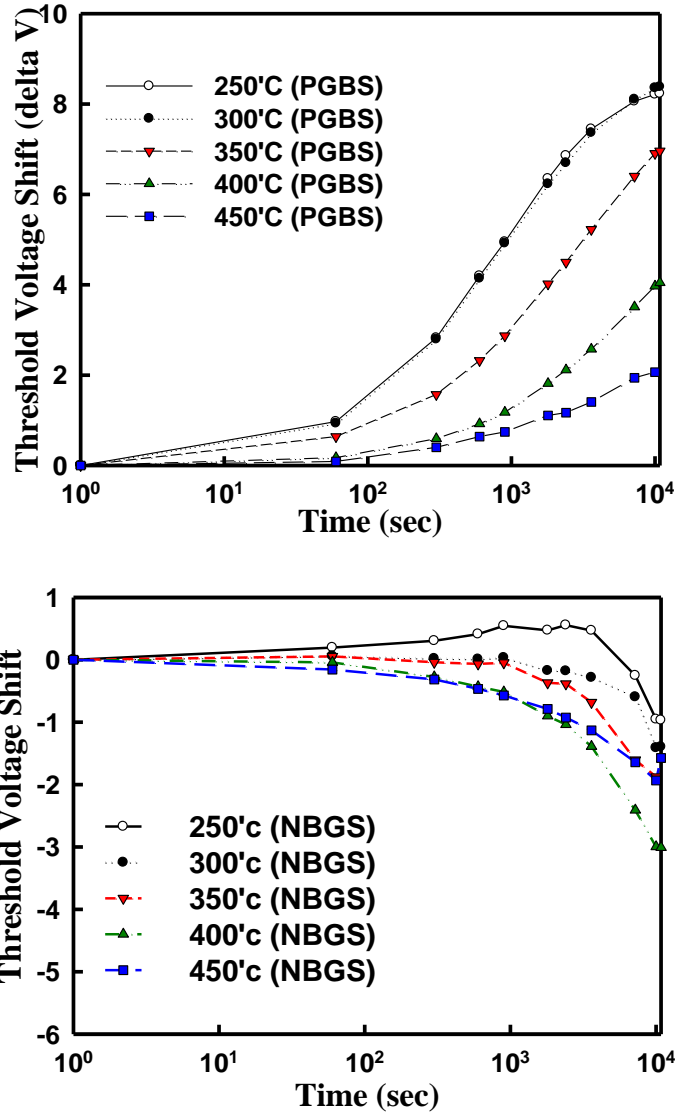 Threshold Voltage Shift (delta V)
10
8
6
4
2
0
250'C (PGBS)
300'C (PGBS)
350'C (PGBS)
400'C (PGBS)
450'C (PGBS)
10⁰ 10¹ 10² 10³ 10⁴
Time (sec)
Threshold Voltage Shift
1
0
-1
-2
-3
-4
-5
-6
250'c (NBGS)
300'c (NBGS)
350'c (NBGS)
400'c (NBGS)
450'c (NBGS)
10⁰ 10¹ 10² 10³ 10⁴
Time (sec)